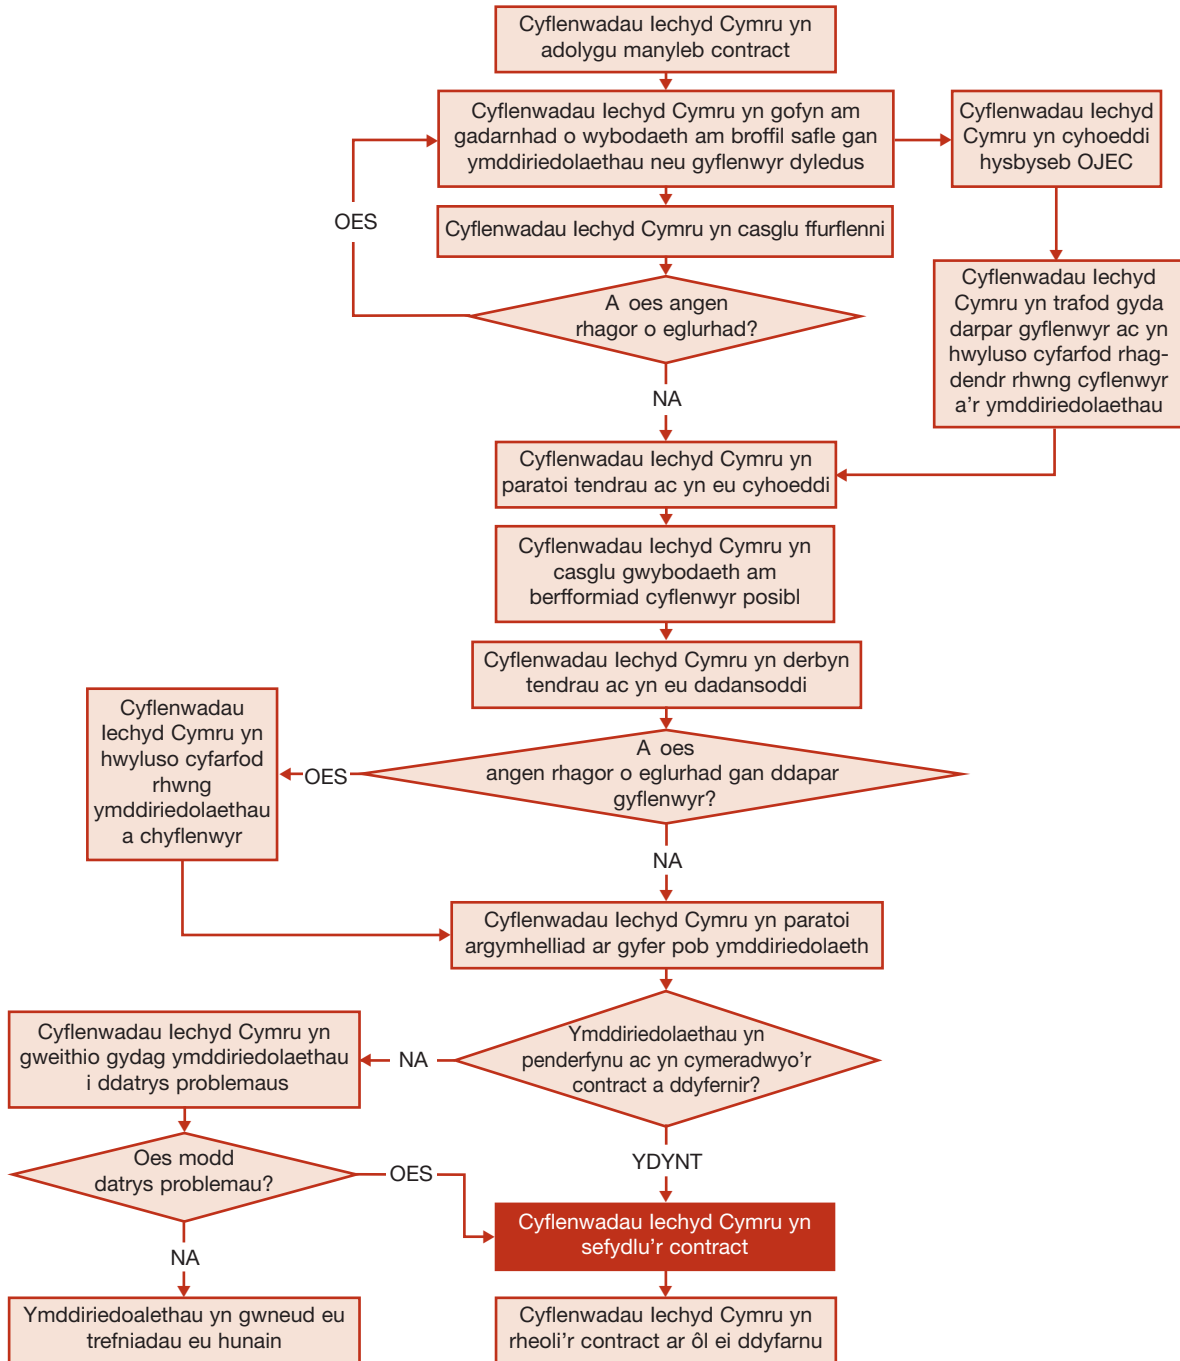 Cyflenwadau Iechyd Cymru yn
adolygu manyleb contract
Cyflenwadau Iechyd Cymru yn gofyn am
gadarnhad o wybodaeth am broffil safle gan
ymddiriedolaethau neu gyflenwyr dyledus
Cyflenwadau Iechyd
Cymru yn cyhoeddi
hysbyseb OJEC
OES
Cyflenwadau Iechyd Cymru yn casglu ffurflenni
A oes angen
rhagor o eglurhad?
Cyflenwadau Iechyd
Cymru yn trafod gyda
darpar gyflenwyr ac yn
hwyluso cyfarfod rhag-
dendr rhwng cyflenwyr
a'r ymddiriedolaethau
NA
Cyflenwadau Iechyd Cymru yn
paratoi tendrau ac yn eu cyhoeddi
Cyflenwadau Iechyd Cymru yn
casglu gwybodaeth am
berfformiad cyflenwyr posibl
Cyflenwadau Iechyd Cymru yn derbyn
tendrau ac yn eu dadansoddi
Cyflenwadau
Iechyd Cymru yn
hwyluso cyfarfod
rhwng
ymddiriedolaethau
a chyflenwyr
OES
A oes
angen rhagor o eglurhad gan ddapar
gyflenwyr?
NA
Cyflenwadau Iechyd Cymru yn paratoi
argymhelliad ar gyfer pob ymddiriedolaeth
Cyflenwadau Iechyd Cymru yn
gweithio gydag ymddiriedolaethau
i ddatrys problemaus
NA
Ymddiriedolaethau yn
penderfynu ac yn cymeradwyo'r
contract a ddyfernir?
Oes modd
datrys problemau?
OES
YDYNT
Cyflenwadau Iechyd Cymru yn
sefydlu'r contract
NA
Ymddiriedoalethau yn gwneud eu
trefniadau eu hunain
Cyflenwadau Iechyd Cymru yn
rheoli'r contract ar ôl ei ddyfarnu